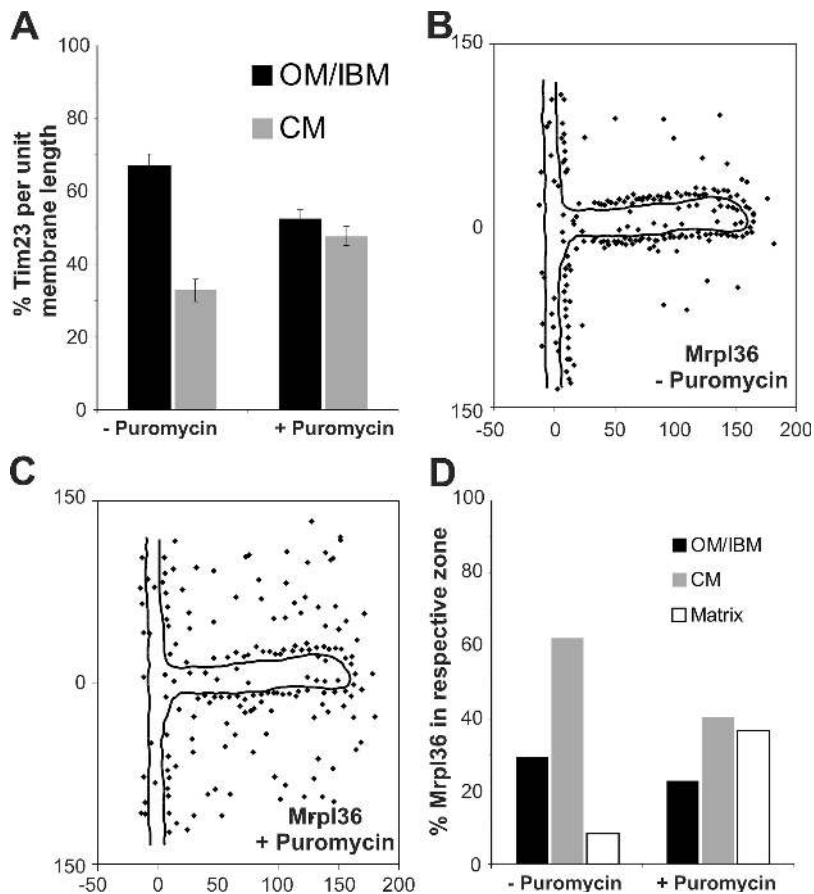 A
% Tim23 per unit
membrane length
100
80
60
40
20
0
OM/IBM
CM
- Puromycin
+ Puromycin
B
150
0
150
-50
0
50
100
150
200
Mrpl36
- Puromycin
C
150
0
150
-50
0
50
100
150
200
Mrpl36
+ Puromycin
D
% Mrpl36 in respective zone
100
80
60
40
20
0
OM/IBM
CM
Matrix
- Puromycin
+ Puromycin